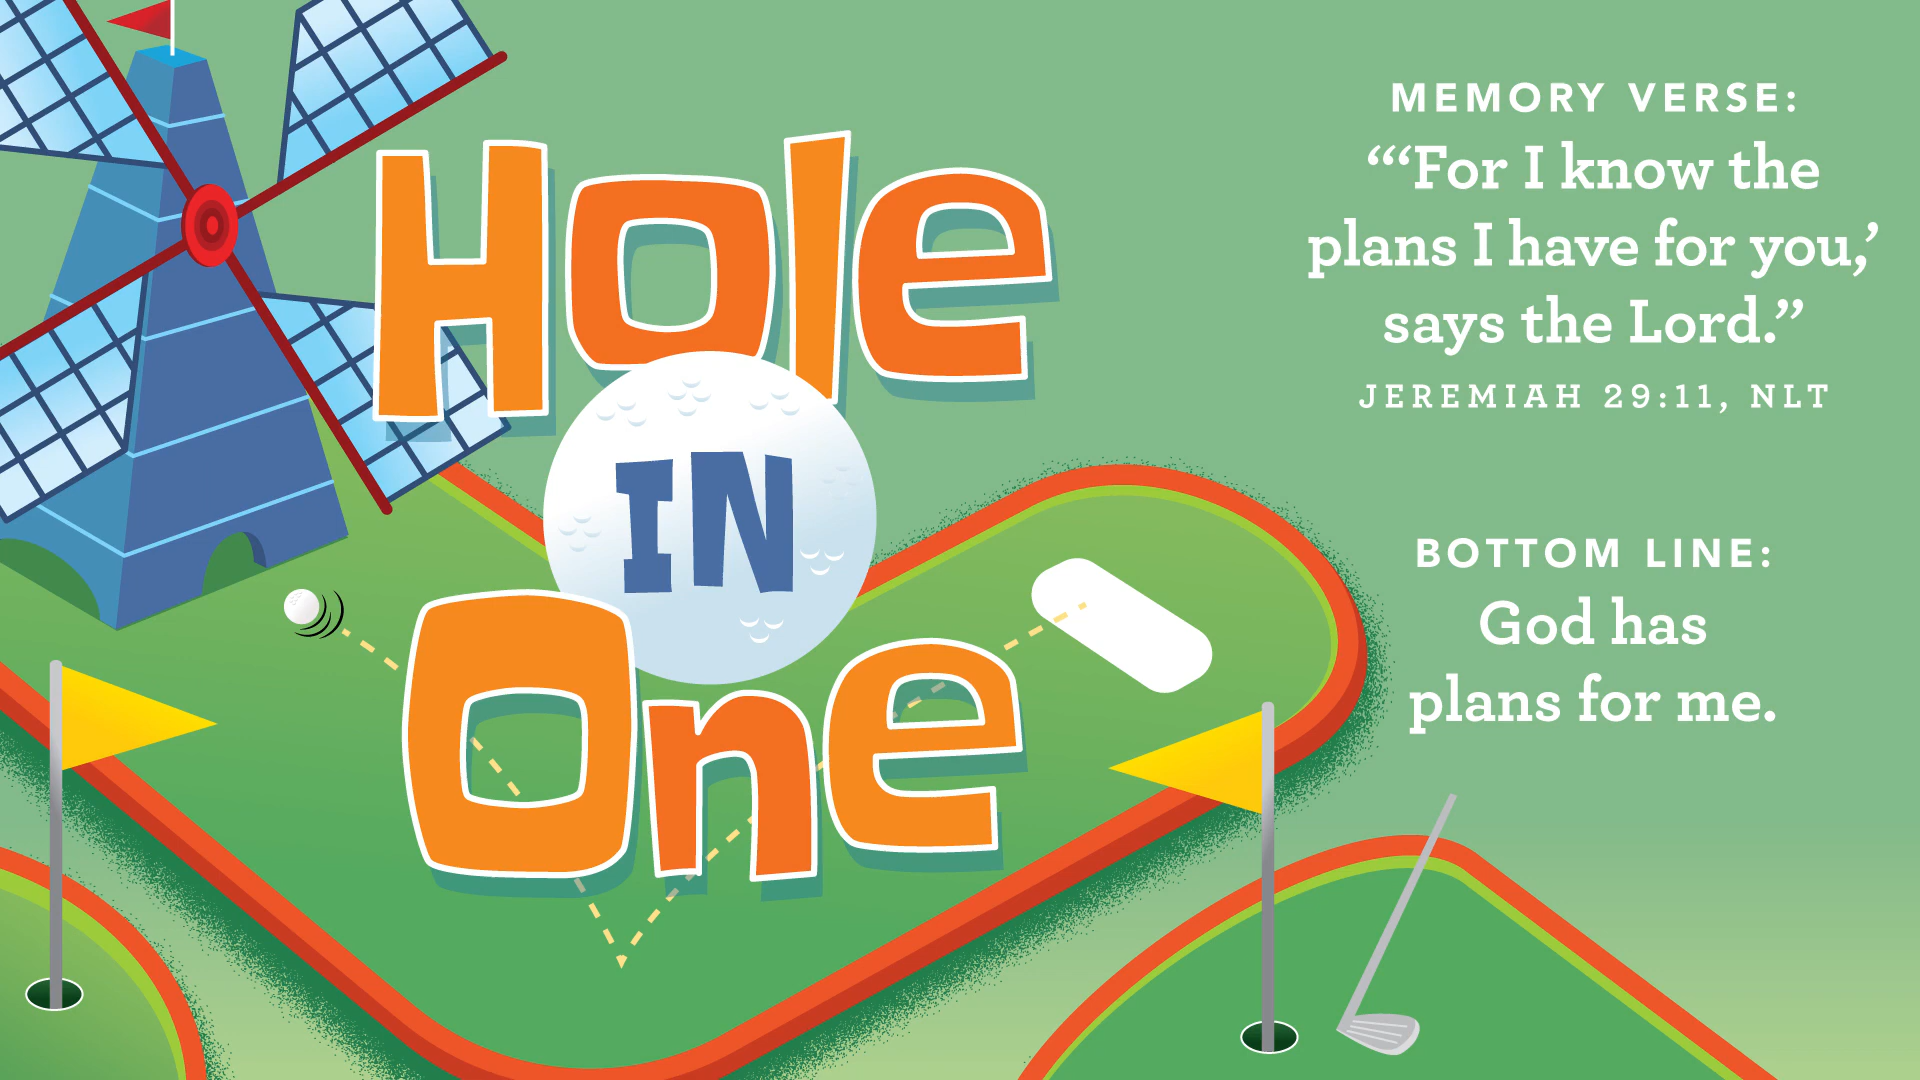 Hole
IN
One
MEMORY VERSE:
“‘For I know the
plans I have for you,’
says the Lord.”
JEREMIAH 29:11, NLT
BOTTOM LINE:
God has
plans for me.